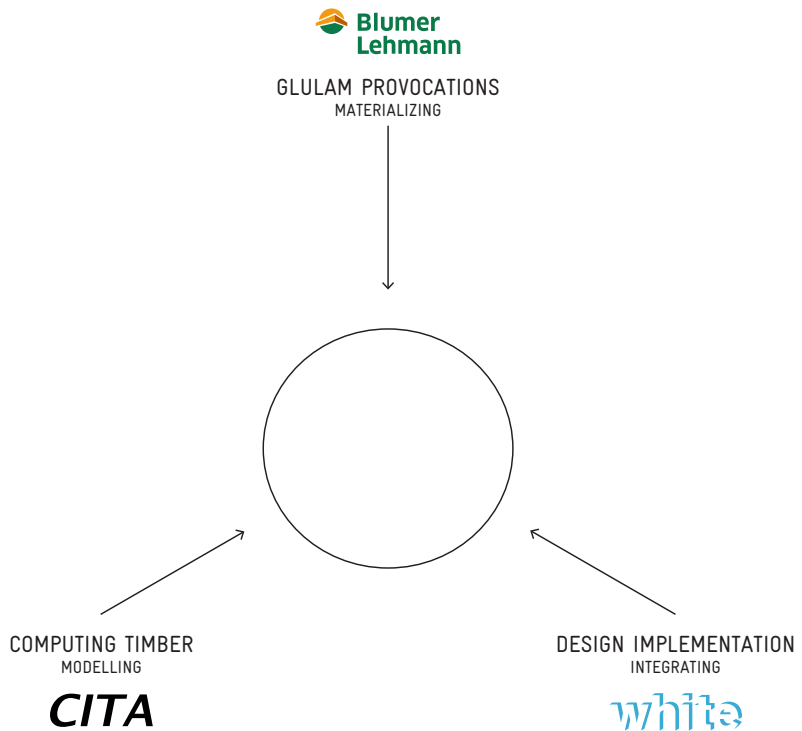 Blumer
Lehmann
GLULAM PROVOCATIONS
MATERIALIZING
COMPUTING TIMBER
MODELLING
CITA
DESIGN IMPLEMENTATION
INTEGRATING
white